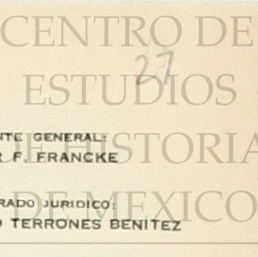 CENTRO DE
ESTUDIOS
27
NTE GENERAL:
R F. FRANCKE
DE HISTORIA
RADO JURIDICO:
DE MEXICO
O TERRONES BENITEZ